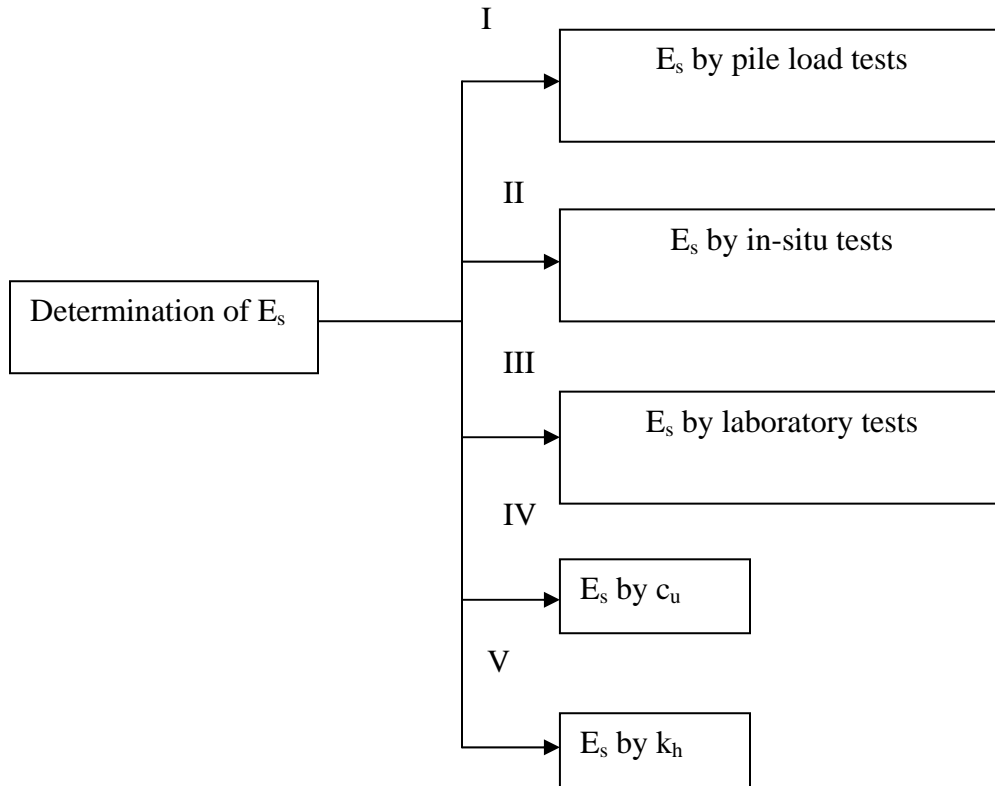 I
Eₛ by pile load tests
II
Eₛ by in-situ tests
Determination of Eₛ
III
Eₛ by laboratory tests
IV
Eₛ by cᵤ
V
Eₛ by kₕ